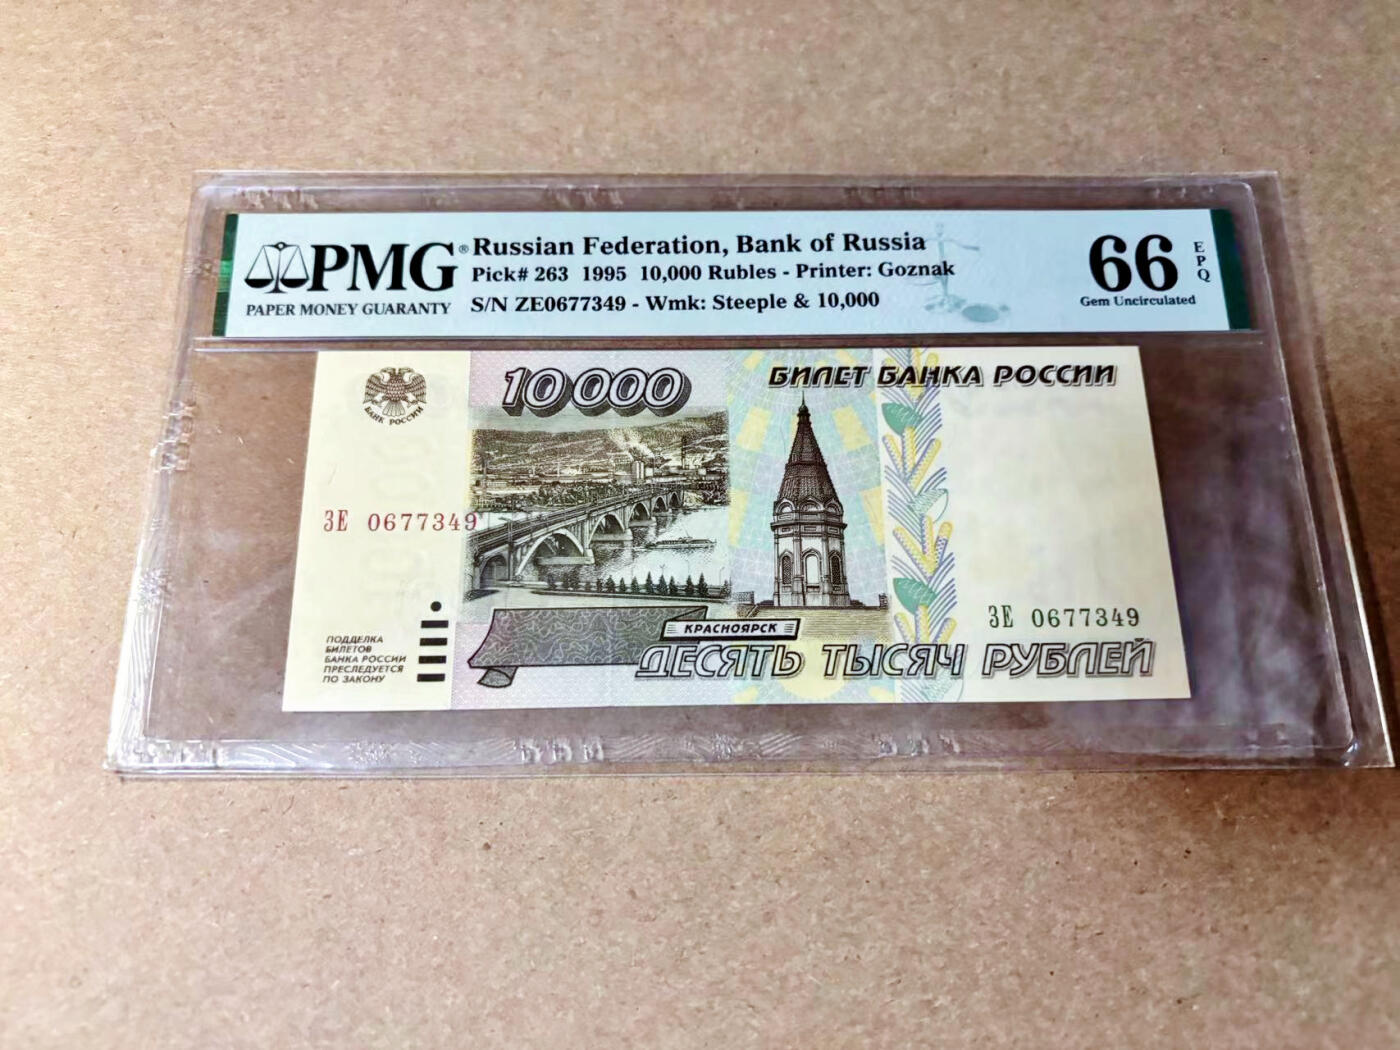 PMG®
PAPER MONEY GUARANTY
Russian Federation, Bank of Russia
Pick# 263 1995 10,000 Rubles - Printer: Goznak
S/N ZE0677349 - Wmk: Steeple & 10,000
66
EPQ
Gem Uncirculated
БАНК РОССИИ
10000
БИЛЕТ БАНКА РОССИИ
ЗЕ 0677349
ЗЕ 0677349
ПОДДЕЛКА
БИЛЕТОВ
БАНКА РОССИИ
ПРЕСЛЕДУЕТСЯ
ПО ЗАКОНУ
КРАСНОЯРСК
ДЕСЯТЬ ТЫСЯЧ РУБЛЕЙ